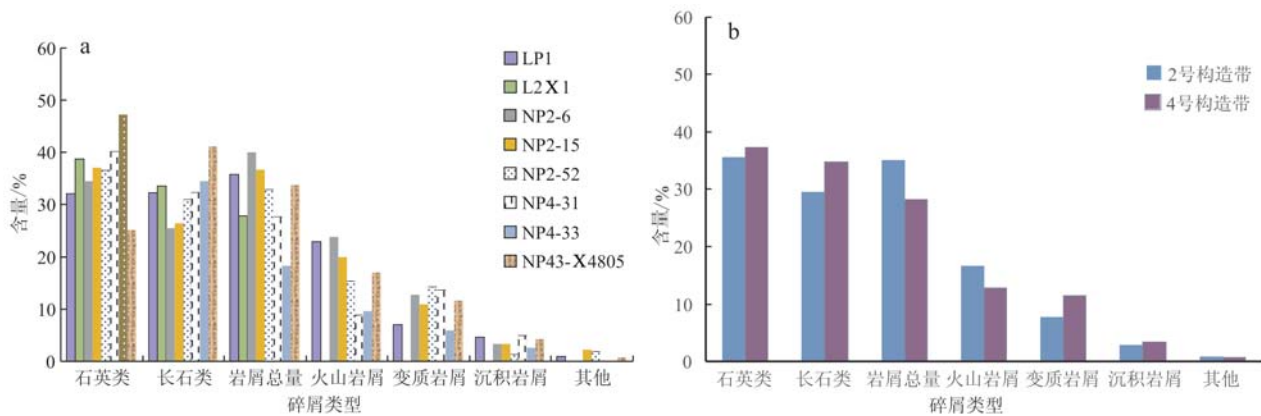 a
60
50
40
30
20
10
0
含量/%
LP1
L2X1
NP2-6
NP2-15
NP2-52
NP4-31
NP4-33
NP43-X4805
石英类 长石类 岩屑总量 火山岩屑 变质岩屑 沉积岩屑 其他
碎屑类型
b
60
50
40
30
20
10
0
含量/%
2号构造带
4号构造带
石英类 长石类 岩屑总量 火山岩屑 变质岩屑 沉积岩屑 其他
碎屑类型